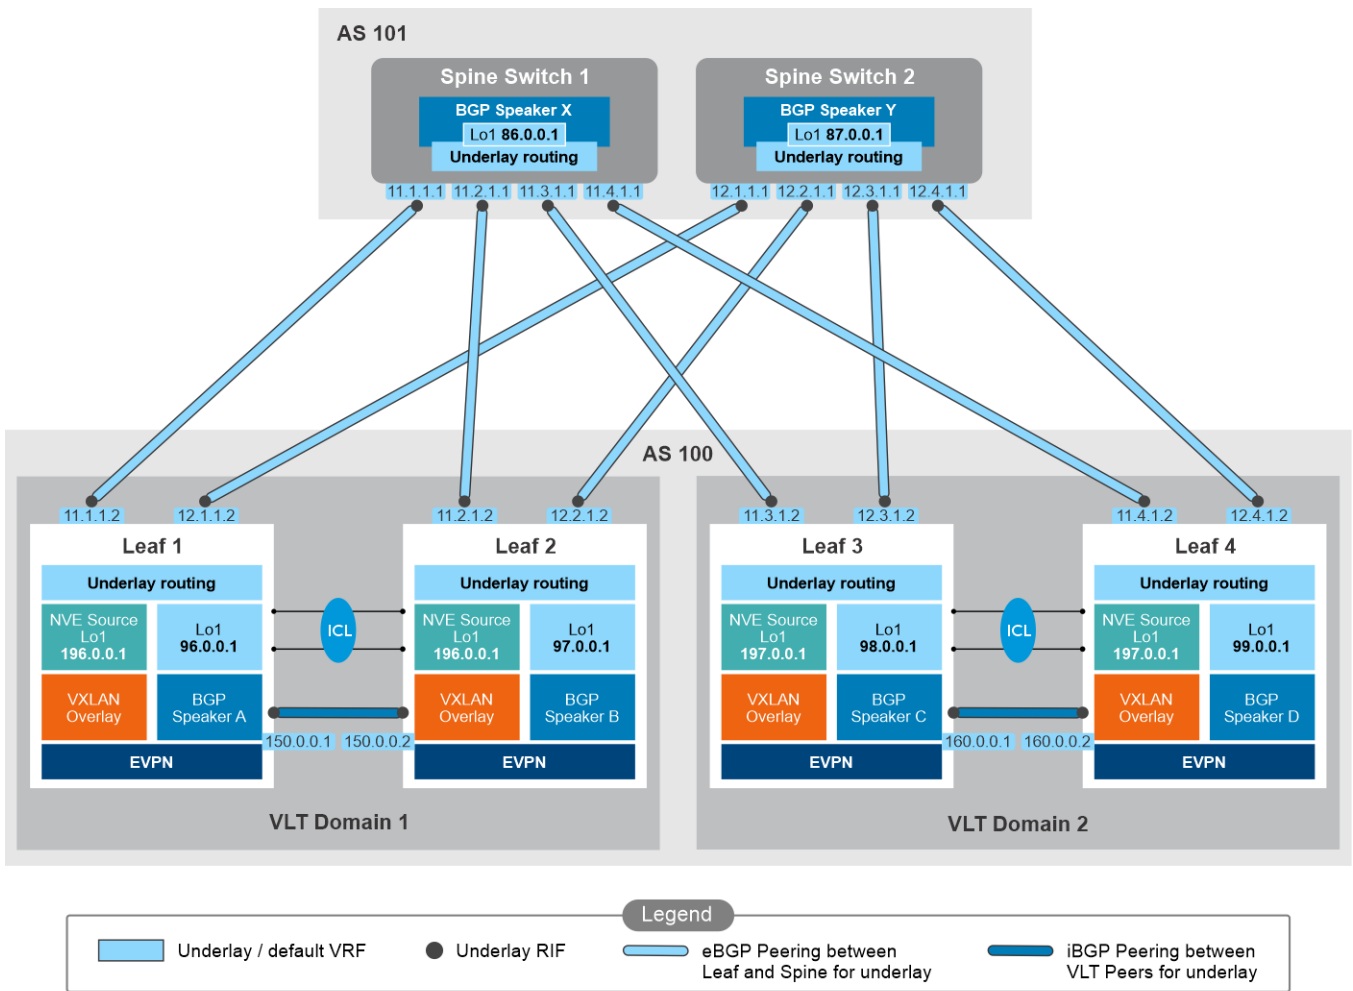 AS 101
Spine Switch 1
BGP Speaker X
Lo1 86.0.0.1
Underlay routing
11.1.1.1
11.2.1.1
11.3.1.1
11.4.1.1
Spine Switch 2
BGP Speaker Y
Lo1 87.0.0.1
Underlay routing
12.1.1.1
12.2.1.1
12.3.1.1
12.4.1.1
AS 100
11.1.1.2
12.1.1.2
Leaf 1
Underlay routing
NVE Source
Lo1
196.0.0.1
Lo1
96.0.0.1
VXLAN
Overlay
BGP
Speaker A
EVPN
ICL
150.0.0.1
150.0.0.2
11.2.1.2
12.2.1.2
Leaf 2
Underlay routing
NVE Source
Lo1
196.0.0.1
Lo1
97.0.0.1
VXLAN
Overlay
BGP
Speaker B
EVPN
VLT Domain 1
11.3.1.2
12.3.1.2
Leaf 3
Underlay routing
NVE Source
Lo1
197.0.0.1
Lo1
98.0.0.1
VXLAN
Overlay
BGP
Speaker C
EVPN
ICL
160.0.0.1
160.0.0.2
11.4.1.2
12.4.1.2
Leaf 4
Underlay routing
NVE Source
Lo1
197.0.0.1
Lo1
99.0.0.1
VXLAN
Overlay
BGP
Speaker D
EVPN
VLT Domain 2
Legend
Underlay / default VRF
Underlay RIF
eBGP Peering between
Leaf and Spine for underlay
iBGP Peering between
VLT Peers for underlay